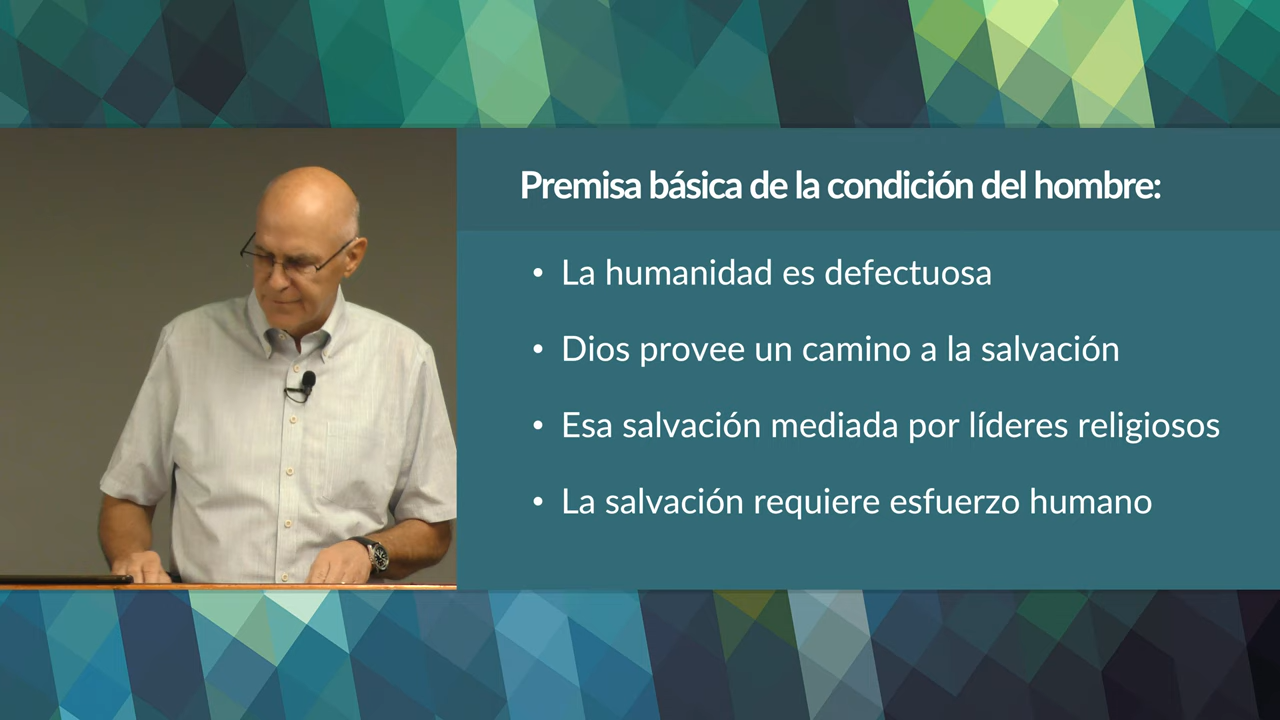 Premisa básica de la condición del hombre:
• La humanidad es defectuosa
• Dios provee un camino a la salvación
• Esa salvación mediada por líderes religiosos
• La salvación requiere esfuerzo humano